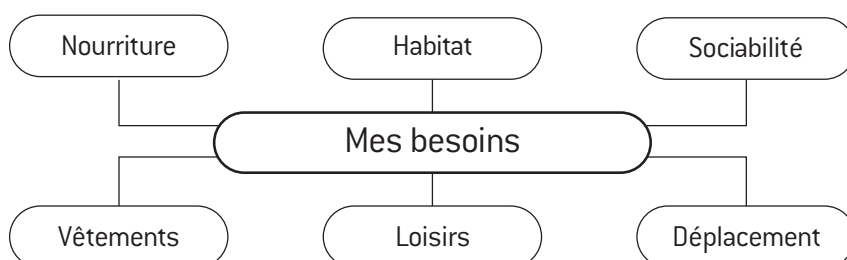 Nourriture
Habitat
Sociabilité
Mes besoins
Vêtements
Loisirs
Déplacement